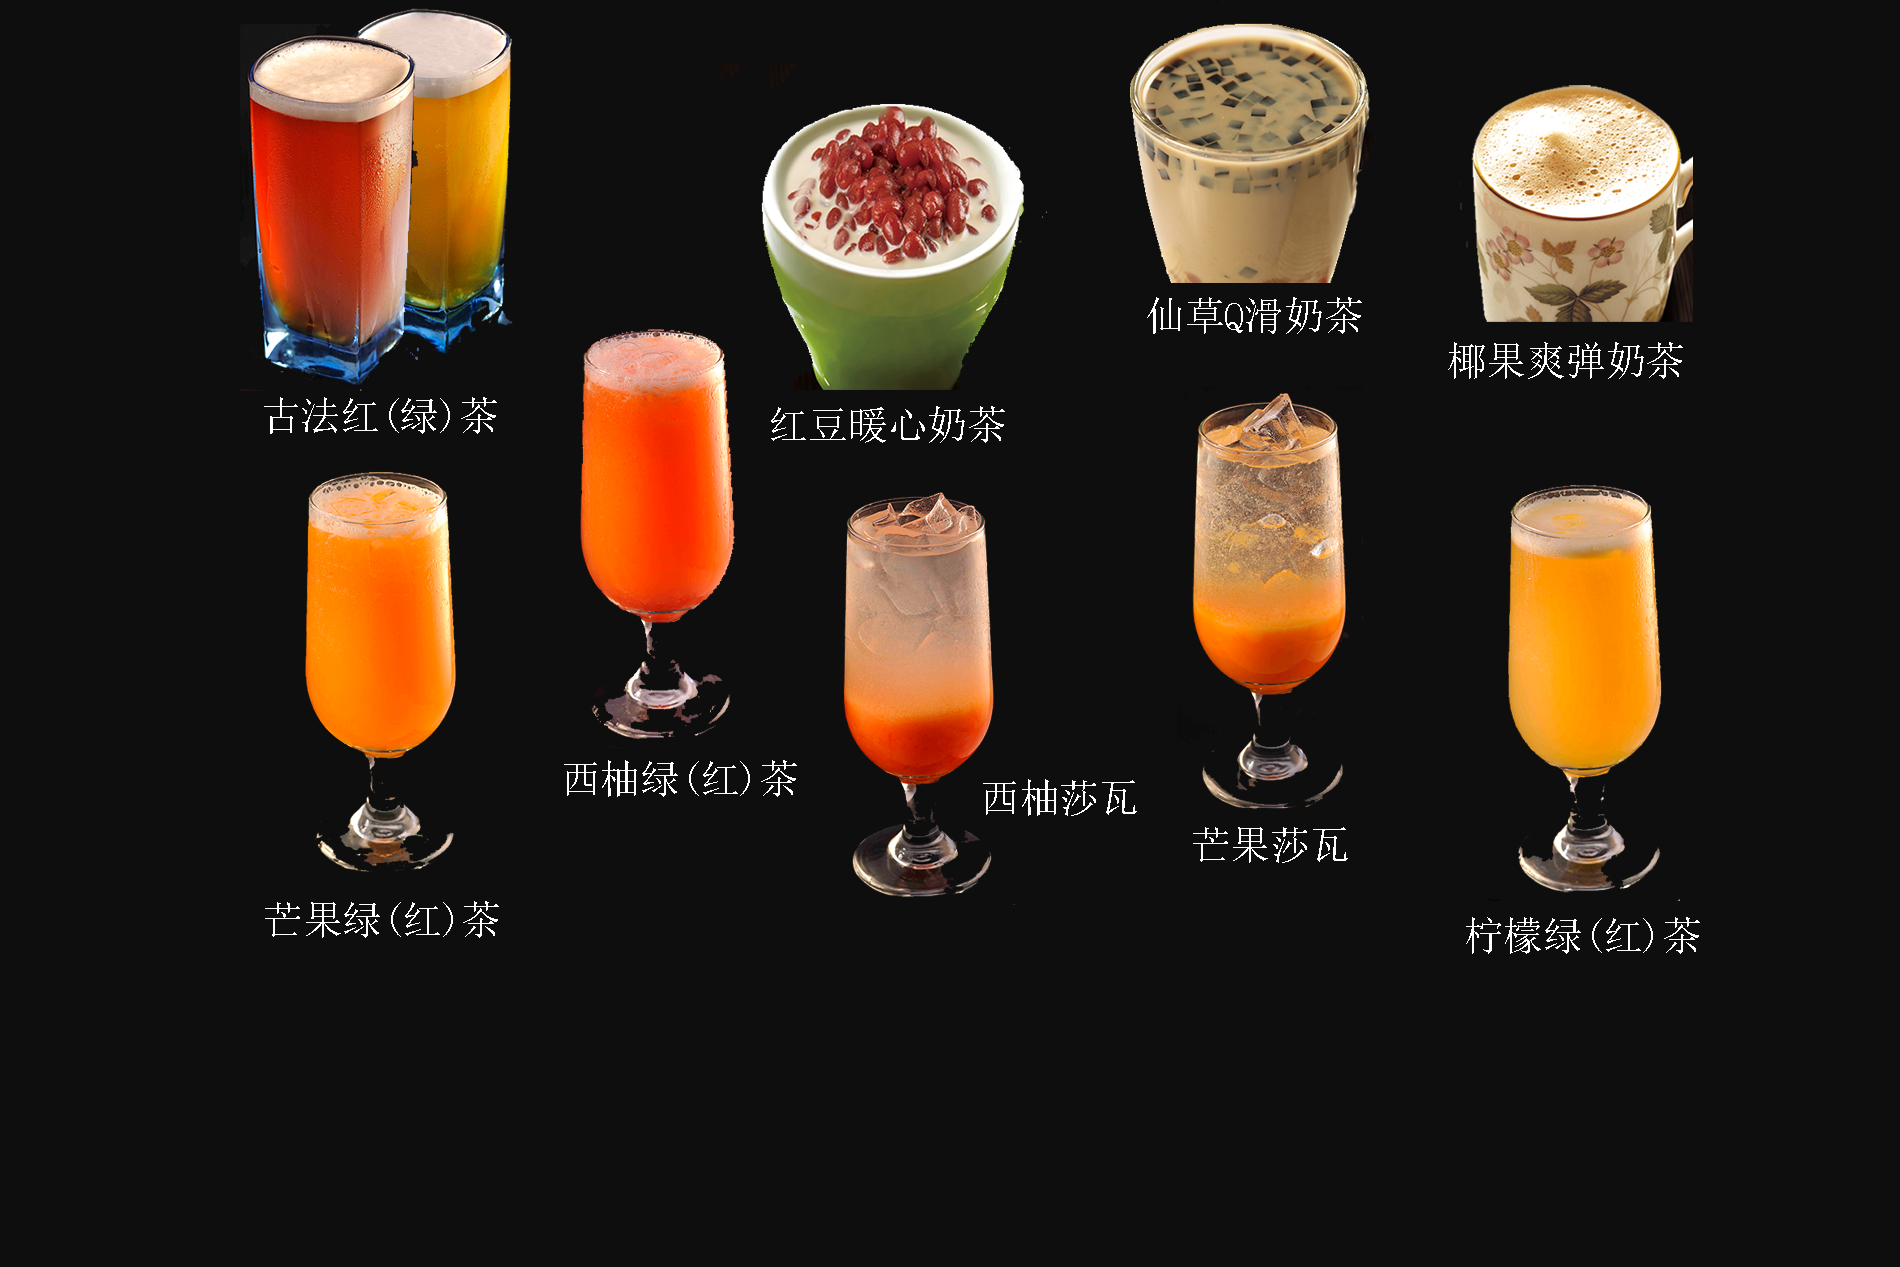 古法红(绿)茶
红豆暖心奶茶
仙草Q滑奶茶
椰果爽弹奶茶
芒果绿(红)茶
西柚绿(红)茶
西柚莎瓦
芒果莎瓦
柠檬绿(红)茶